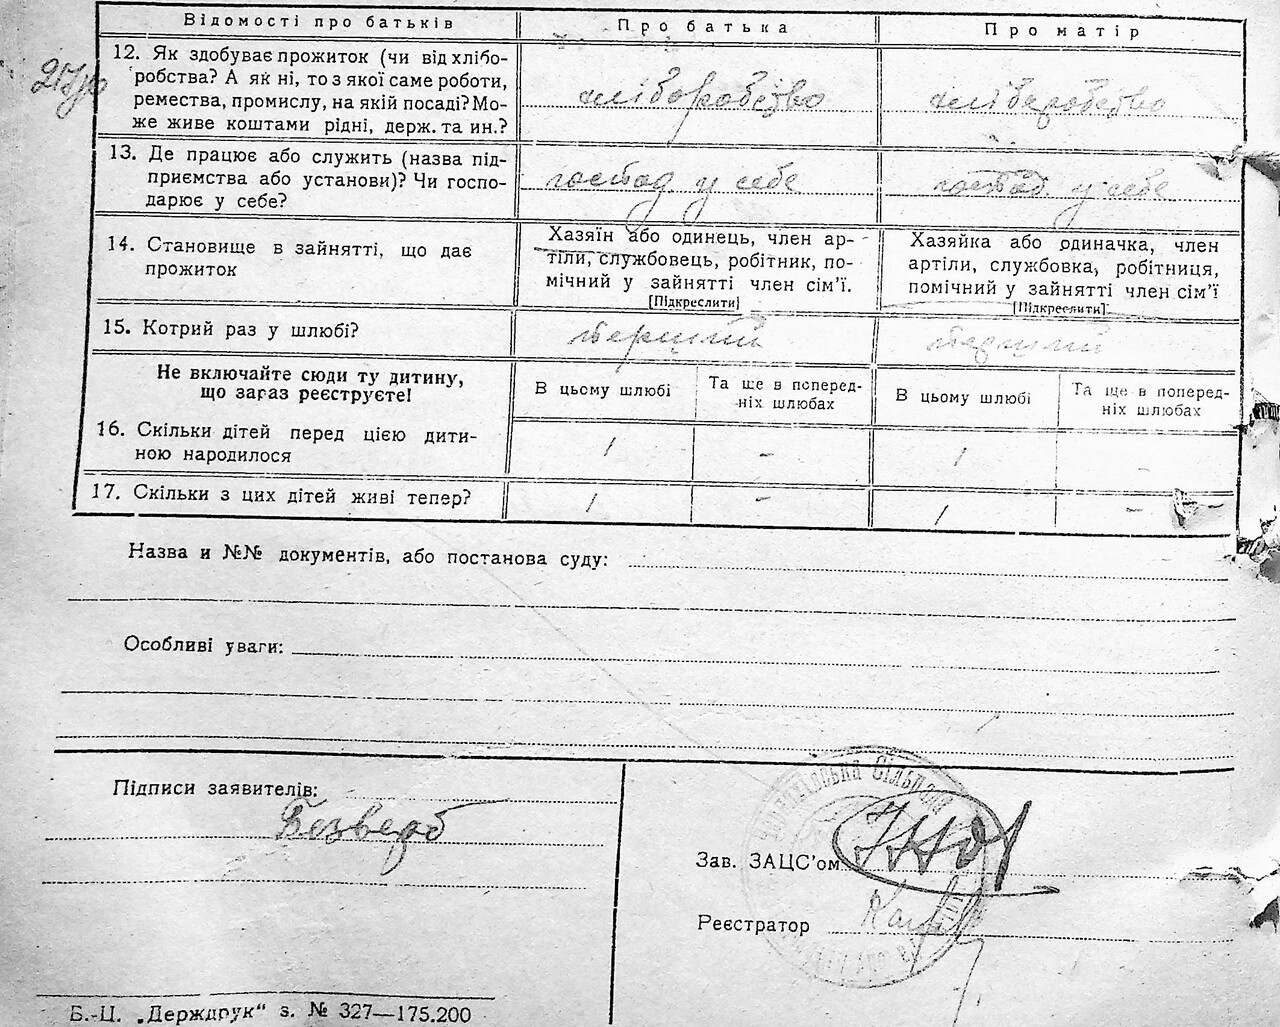 Відомості про батьків
Про батька
Про матір
12. Як здобуває прожиток (чи від хлібо-
робства? А як ні, то з якої саме роботи,
ремества, промислу, на якій посаді? Мо-
же живе коштами рідні, держ. та ин.?
хліборобство
хліборобство
13. Де працює або служить (назва під-
приємства або установи)? Чи госпо-
дарює у себе?
господ у себе
господ. у себе
14. Становище в зайнятті, що дає
прожиток
Хазяїн або одинець, член ар-
тіли, службовець, робітник, по-
мічний у зайнятті член сім’ї.
[Підкреслити]
Хазяйка або одиначка, член
артіли, службовка, робітниця,
помічний у зайнятті член сім’ї
[Підкреслити].
15. Котрий раз у шлюбі?
перший
перший
Не включайте сюди ту дитину,
що зараз реєструєте!
В цьому шлюбі
Та ще в поперед-
ніх шлюбах
В цьому шлюбі
Та ще в поперед-
ніх шлюбах
16. Скільки дітей перед цією дити-
ною народилося
1 - 1 -
17. Скільки з цих дітей живі тепер?
1 - 1 -
Назва и №№ документів, або постанова суду:
Особливі уваги:
Підписи заявителів:
Безверб
Зав. ЗАЦС’ом
Реєстратор
Б.-Ц. „Держдрук“ з. № 327—175.200